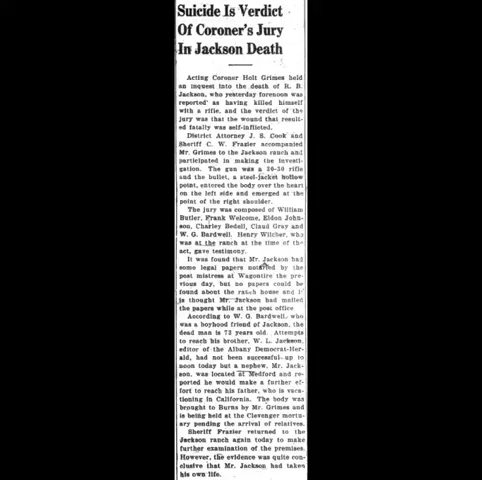 Suicide Is Verdict
Of Coroner's Jury
In Jackson Death
Acting Coroner Holt Grimes held
an inquest into the death of R. B.
Jackson, who yesterday forenoon was
reported as having killed himself
with a rifle, and the verdict of the
jury was that the wound that result-
ed fatally was self-inflicted.
District Attorney J. S. Cook and
Sheriff C. W. Frazier accompanied
Mr. Grimes to the Jackson ranch and
participated in making the investi-
gation. The gun was a 30-30 rifle
and the bullet, a steel-jacket hollow
point, entered the body over the heart
on the left side and emerged at the
point of the right shoulder.
The jury was composed of William
Butler, Frank Welcome, Eldon John-
son, Charley Bedell, Claud Gray and
W. G. Bardwell. Henry Wilcher, who
was at the ranch at the time of the
act, gave testimony.
It was found that Mr. Jackson had
some legal papers notarized by the
post mistress at Wagontire the pre-
vious day, but no papers could be
found about the ranch house and it
is thought Mr. Jackson had mailed
the papers while at the post office.
According to W. G. Bardwell, who
was a boyhood friend of Jackson, the
dead man is 72 years old. Attempts
to reach his brother, W. L. Jackson,
editor of the Albany Democrat-Her-
ald, had not been successful up to
noon today but a nephew, Mr. Jack-
son, was located at Medford and re-
ported he would make a further ef-
fort to reach his father, who is vaca-
tioning in California. The body was
brought to Burns by Mr. Grimes and
is being held at the Clevenger mortu-
ary pending the arrival of relatives.
Sheriff Frazier returned to the
Jackson ranch again today to make
further examination of the premises.
However, the evidence was quite con-
clusive that Mr. Jackson had taken
his own life.